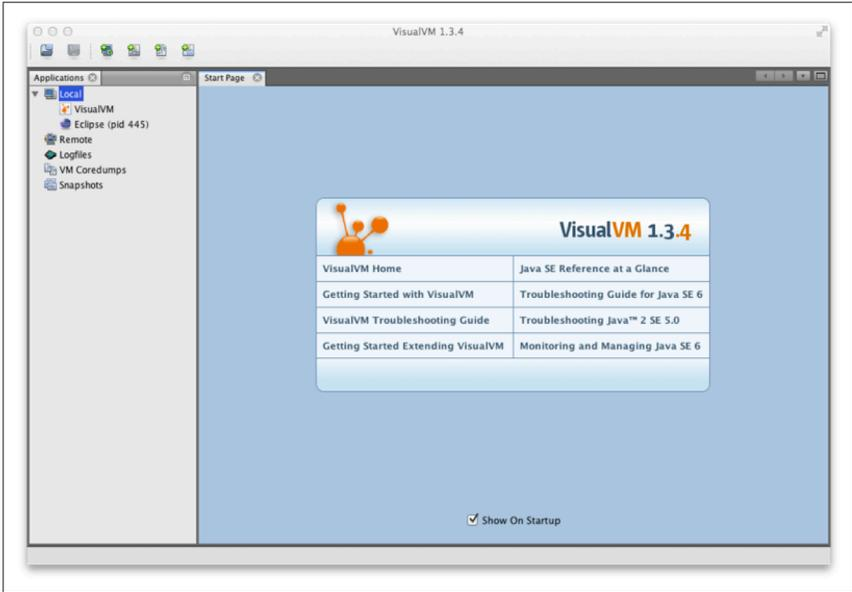 VisualVM 1.3.4
Applications
Start Page
Local
VisualVM
Eclipse (pid 445)
Remote
Logfiles
VM Coredumps
Snapshots
VisualVM 1.3.4
VisualVM Home
Java SE Reference at a Glance
Getting Started with VisualVM
Troubleshooting Guide for Java SE 6
VisualVM Troubleshooting Guide
Troubleshooting Java™ 2 SE 5.0
Getting Started Extending VisualVM
Monitoring and Managing Java SE 6
Show On Startup